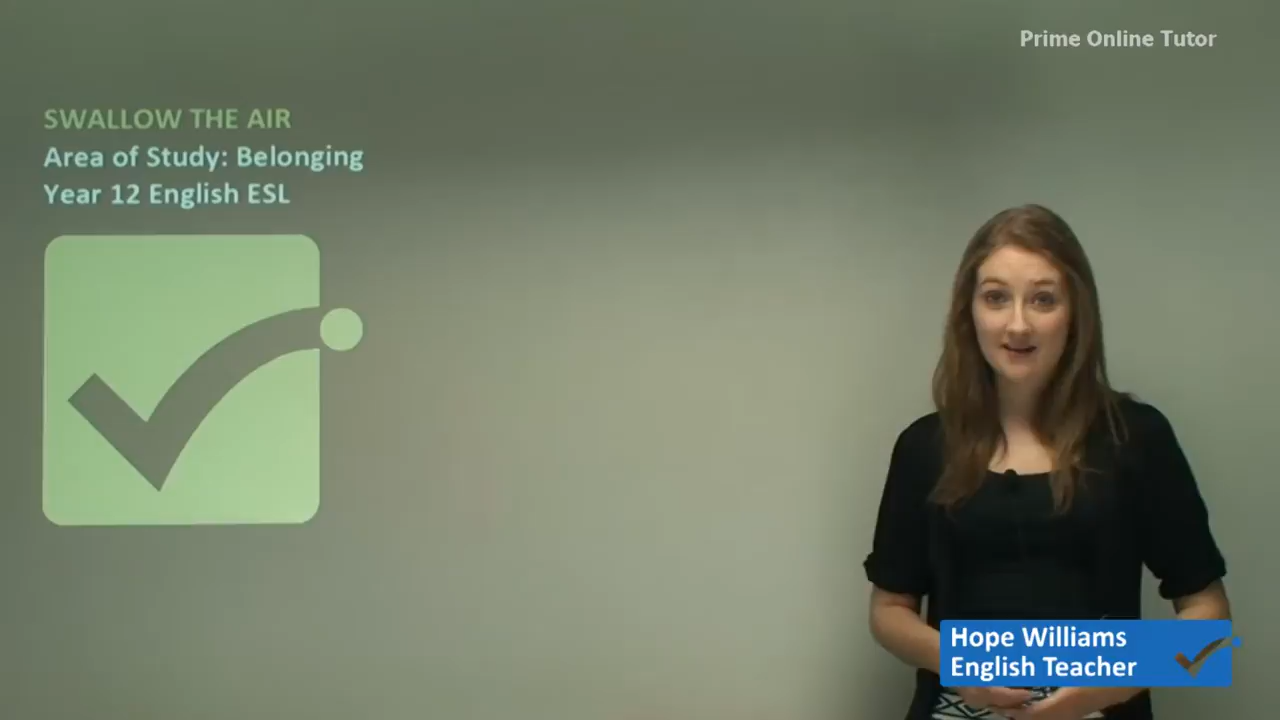 Prime Online Tutor
SWALLOW THE AIR
Area of Study: Belonging
Year 12 English ESL
Hope Williams
English Teacher